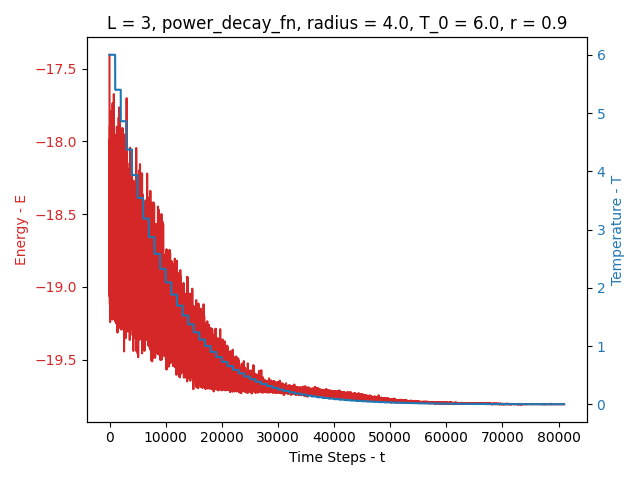 L = 3, power_decay_fn, radius = 4.0, T_0 = 6.0, r = 0.9
Energy - E
−17.5
−18.0
−18.5
−19.0
−19.5
6
5
4
3
2
1
0
Temperature - T
0 10000 20000 30000 40000 50000 60000 70000 80000
Time Steps - t